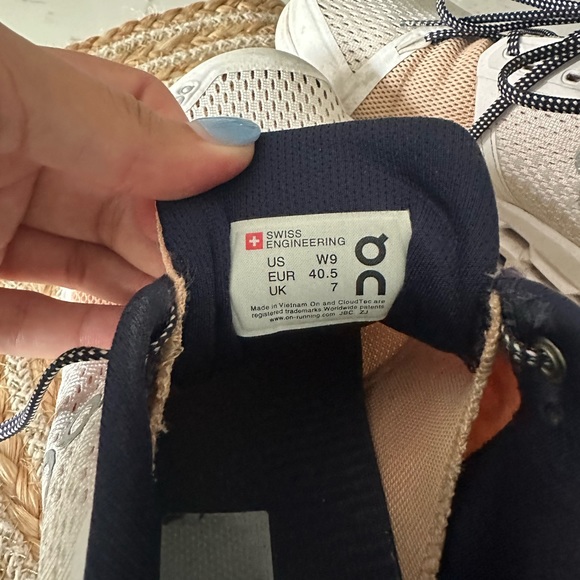 SWISS
ENGINEERING
US W9
EUR 40.5
UK 7
On
Made in Vietnam. On and CloudTec are
registered trademarks. Worldwide patents
www.on-running.com JBC ZJ